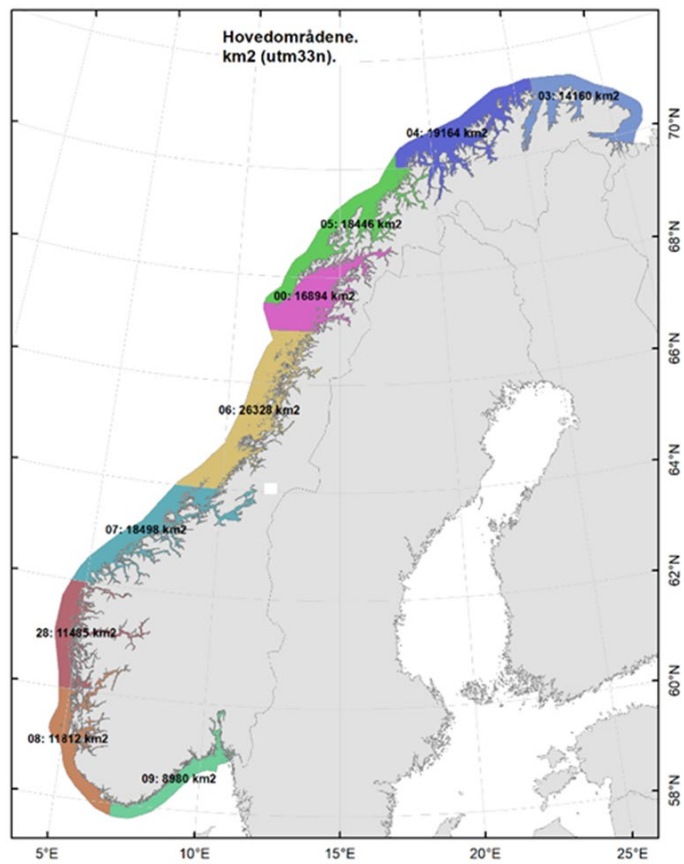 Hovedområdene.
km2 (utm33n).
03: 14160 km2
04: 19164 km2
05: 18446 km2
00: 16894 km2
06: 26328 km2
07: 18498 km2
28: 11485 km2
08: 11812 km2
09: 8980 km2
70°N
68°N
66°N
64°N
62°N
60°N
58°N
5°E
10°E
15°E
20°E
25°E